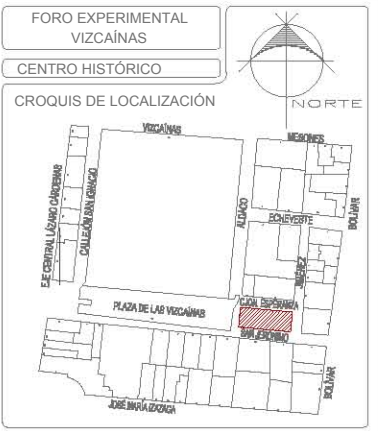 FORO EXPERIMENTAL
VIZCAÍNAS
CENTRO HISTÓRICO
CROQUIS DE LOCALIZACIÓN
NORTE
VIZCAÍNAS
MESONES
EJE CENTRAL LÁZARO CÁRDENAS
CALLEJÓN SAN IGNACIO
ALDACO
BOLÍVAR
ECHEVESTE
JIMÉNEZ
CJON. ESPERANZA
PLAZA DE LAS VIZCAÍNAS
SAN JERÓNIMO
BOLÍVAR
JOSÉ MARÍA IZAZAGA